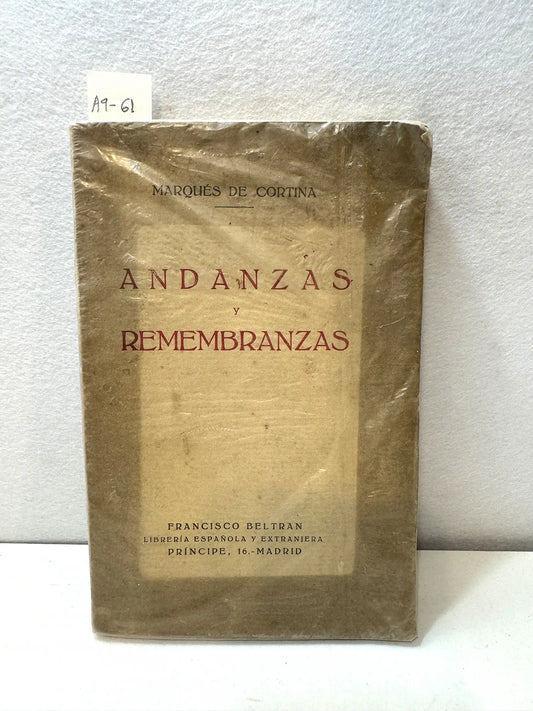 A9-61
MARQUÉS DE CORTINA
ANDANZAS
Y
REMEMBRANZAS
FRANCISCO BELTRAN
LIBRERÍA ESPAÑOLA Y EXTRANJERA
PRÍNCIPE, 16.-MADRID